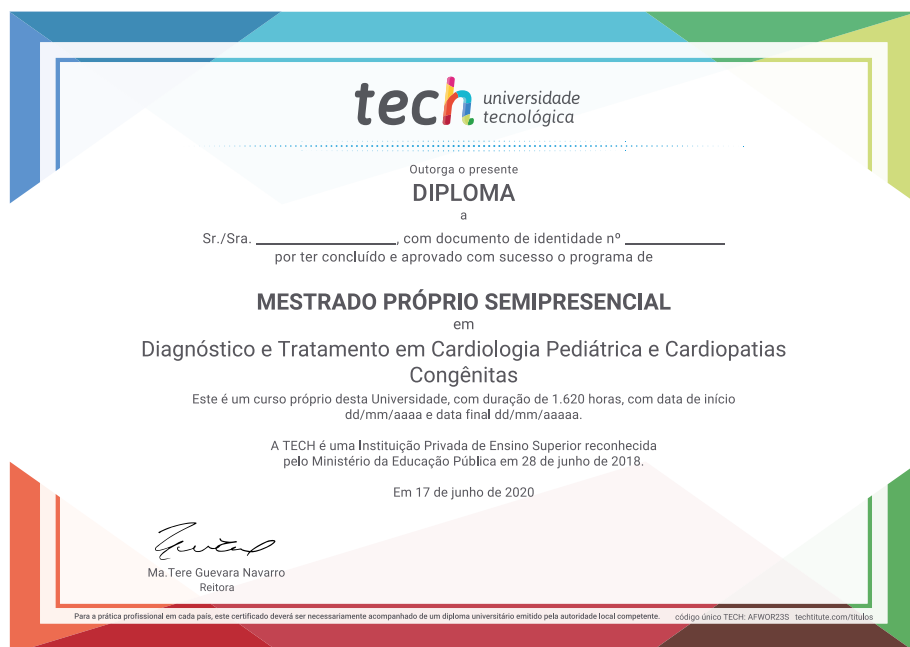 tech universidade
tecnológica
Outorga o presente
DIPLOMA
a
Sr./Sra. ________________, com documento de identidade nº ____________
por ter concluído e aprovado com sucesso o programa de
MESTRADO PRÓPRIO SEMIPRESENCIAL
em
Diagnóstico e Tratamento em Cardiologia Pediátrica e Cardiopatias
Congênitas
Este é um curso próprio desta Universidade, com duração de 1.620 horas, com data de início
dd/mm/aaaa e data final dd/mm/aaaaa.
A TECH é uma Instituição Privada de Ensino Superior reconhecida
pelo Ministério da Educação Pública em 28 de junho de 2018.
Em 17 de junho de 2020
Ma.Tere Guevara Navarro
Reitora
Para a prática profissional em cada país, este certificado deverá ser necessariamente acompanhado de um diploma universitário emitido pela autoridade local competente. código único TECH: AFWOR23S techtitute.com/titulos